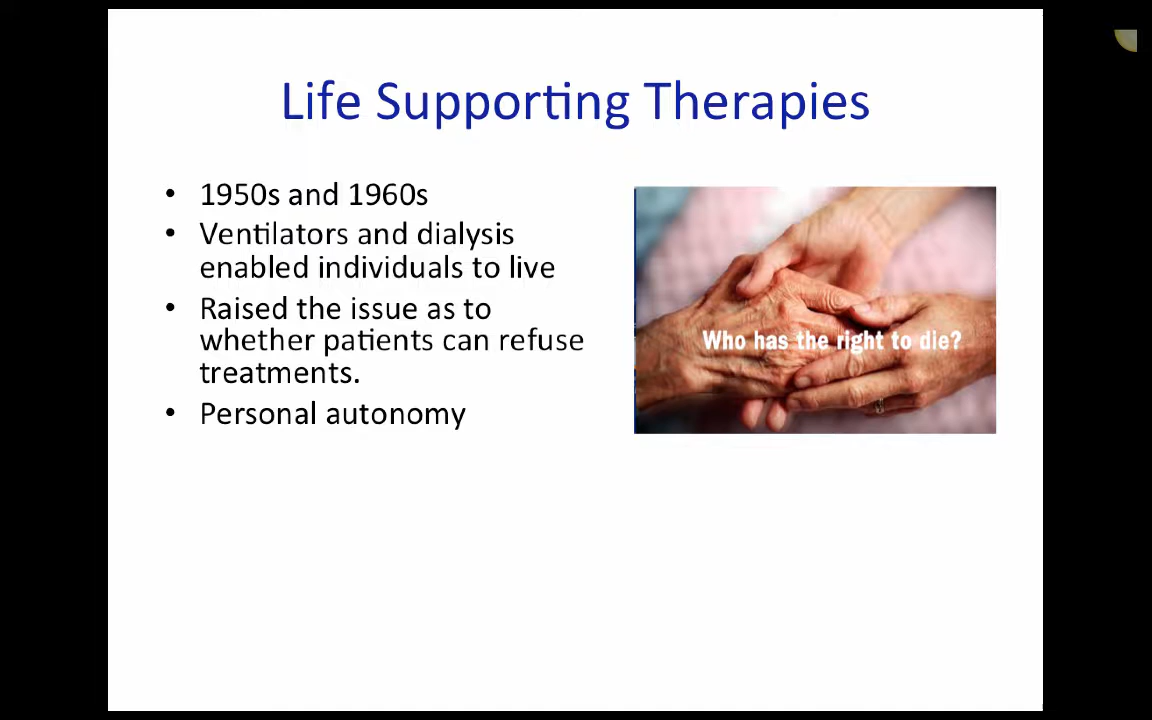 Life Supporting Therapies
• 1950s and 1960s
• Ventilators and dialysis
enabled individuals to live
• Raised the issue as to
whether patients can refuse
treatments.
• Personal autonomy
Who has the right to die?